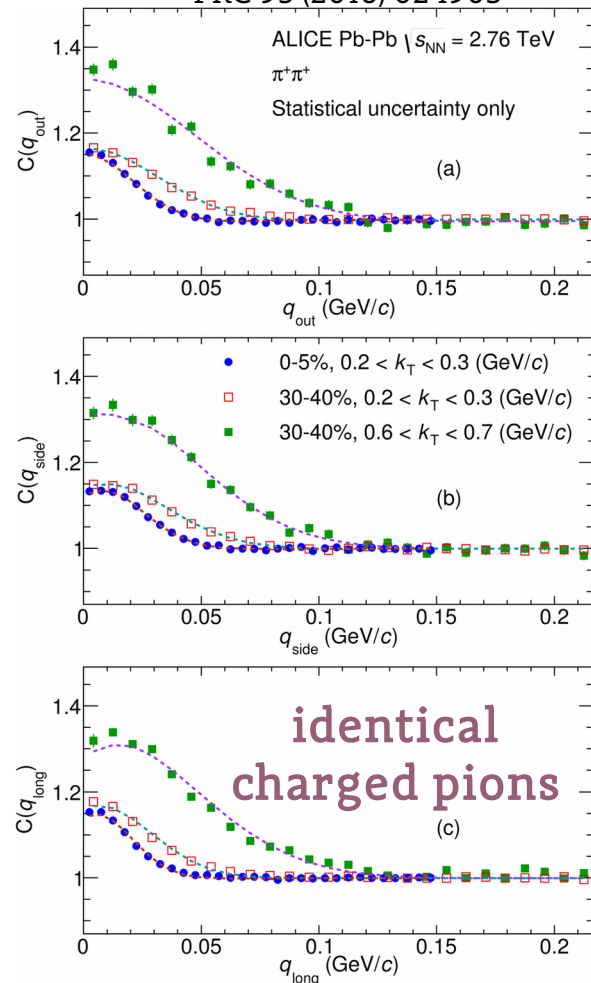 PRC 93 (2016) 024905
ALICE Pb-Pb √sNN = 2.76 TeV
π+π+
Statistical uncertainty only
(a)
C(qout)
1.4
1.2
1
0 0.05 0.1 0.15 0.2
qout (GeV/c)
0-5%, 0.2 < kT < 0.3 (GeV/c)
30-40%, 0.2 < kT < 0.3 (GeV/c)
30-40%, 0.6 < kT < 0.7 (GeV/c)
(b)
C(qside)
1.4
1.2
1
0 0.05 0.1 0.15 0.2
qside (GeV/c)
identical
charged pions
(c)
C(qlong)
1.4
1.2
1
0 0.05 0.1 0.15 0.2
qlong (GeV/c)